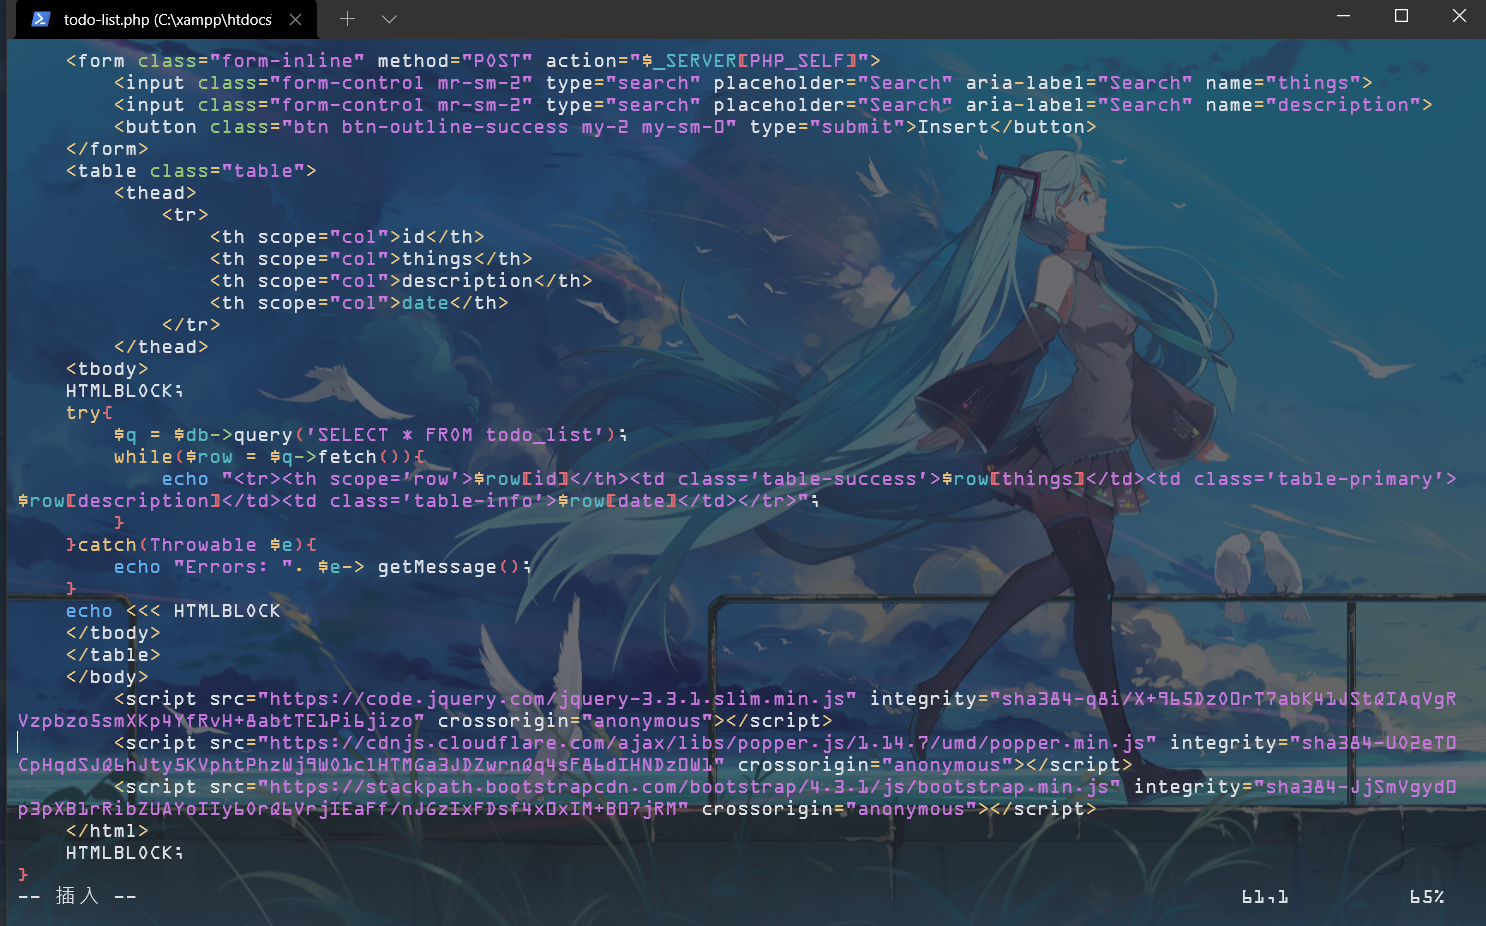 todo-list.php (C:\xampp\htdocs
<form class="form-inline" method="POST" action="$_SERVER[PHP_SELF]">
<input class="form-control mr-sm-2" type="search" placeholder="Search" aria-label="Search" name="things">
<input class="form-control mr-sm-2" type="search" placeholder="Search" aria-label="Search" name="description">
<button class="btn btn-outline-success my-2 my-sm-0" type="submit">Insert</button>
</form>
<table class="table">
<thead>
<tr>
<th scope="col">id</th>
<th scope="col">things</th>
<th scope="col">description</th>
<th scope="col">date</th>
</tr>
</thead>
<tbody>
HTMLBLOCK;
try{
$q = $db->query('SELECT * FROM todo_list');
while($row = $q->fetch()){
echo "<tr><th scope='row'>$row[id]</th><td class='table-success'>$row[things]</td><td class='table-primary'>
$row[description]</td><td class='table-info'>$row[date]</td></tr>";
}
}catch(Throwable $e){
echo "Errors: ". $e-> getMessage();
}
echo <<< HTMLBLOCK
</tbody>
</table>
</body>
<script src="https://code.jquery.com/jquery-3.3.1.slim.min.js" integrity="sha384-q8i/X+965DzO0rT7abK41JStQIAqVgR
Vzpbzo5smXKp4YfRvH+8abtTE1Pi6jizo" crossorigin="anonymous"></script>
<script src="https://cdnjs.cloudflare.com/ajax/libs/popper.js/1.14.7/umd/popper.min.js" integrity="sha384-UO2eT0
CpHqdSJQ6hJty5KVphtPhzWj9WO1clHTMGa3JDZwrnQq4sF86dIHNDz0W1" crossorigin="anonymous"></script>
<script src="https://stackpath.bootstrapcdn.com/bootstrap/4.3.1/js/bootstrap.min.js" integrity="sha384-JjSmVgyd0
p3pXB1rRibZUAYoIIy6OrQ6VrjIEaFf/nJGzIxFDsf4x0xIM+B07jRM" crossorigin="anonymous"></script>
</html>
HTMLBLOCK;
}
-- 插入 -- 61,1 65%